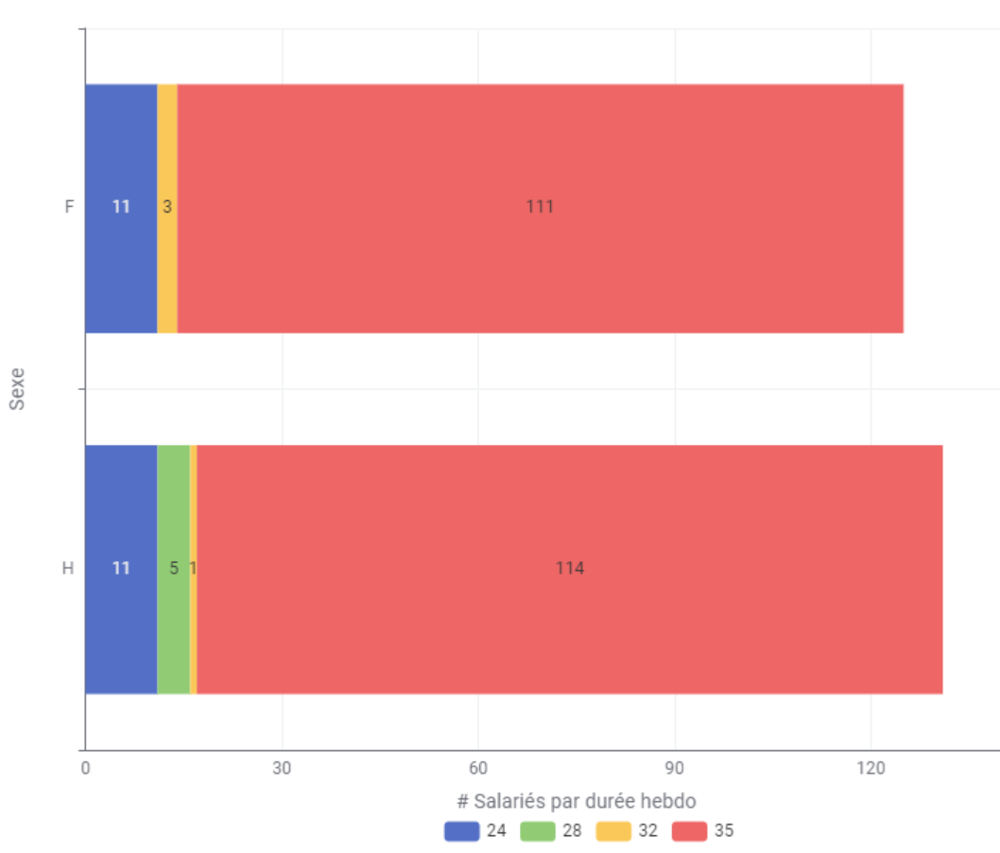 F
11 3 111
Sexe
H
11 5 1 114
0 30 60 90 120
# Salariés par durée hebdo
24 28 32 35